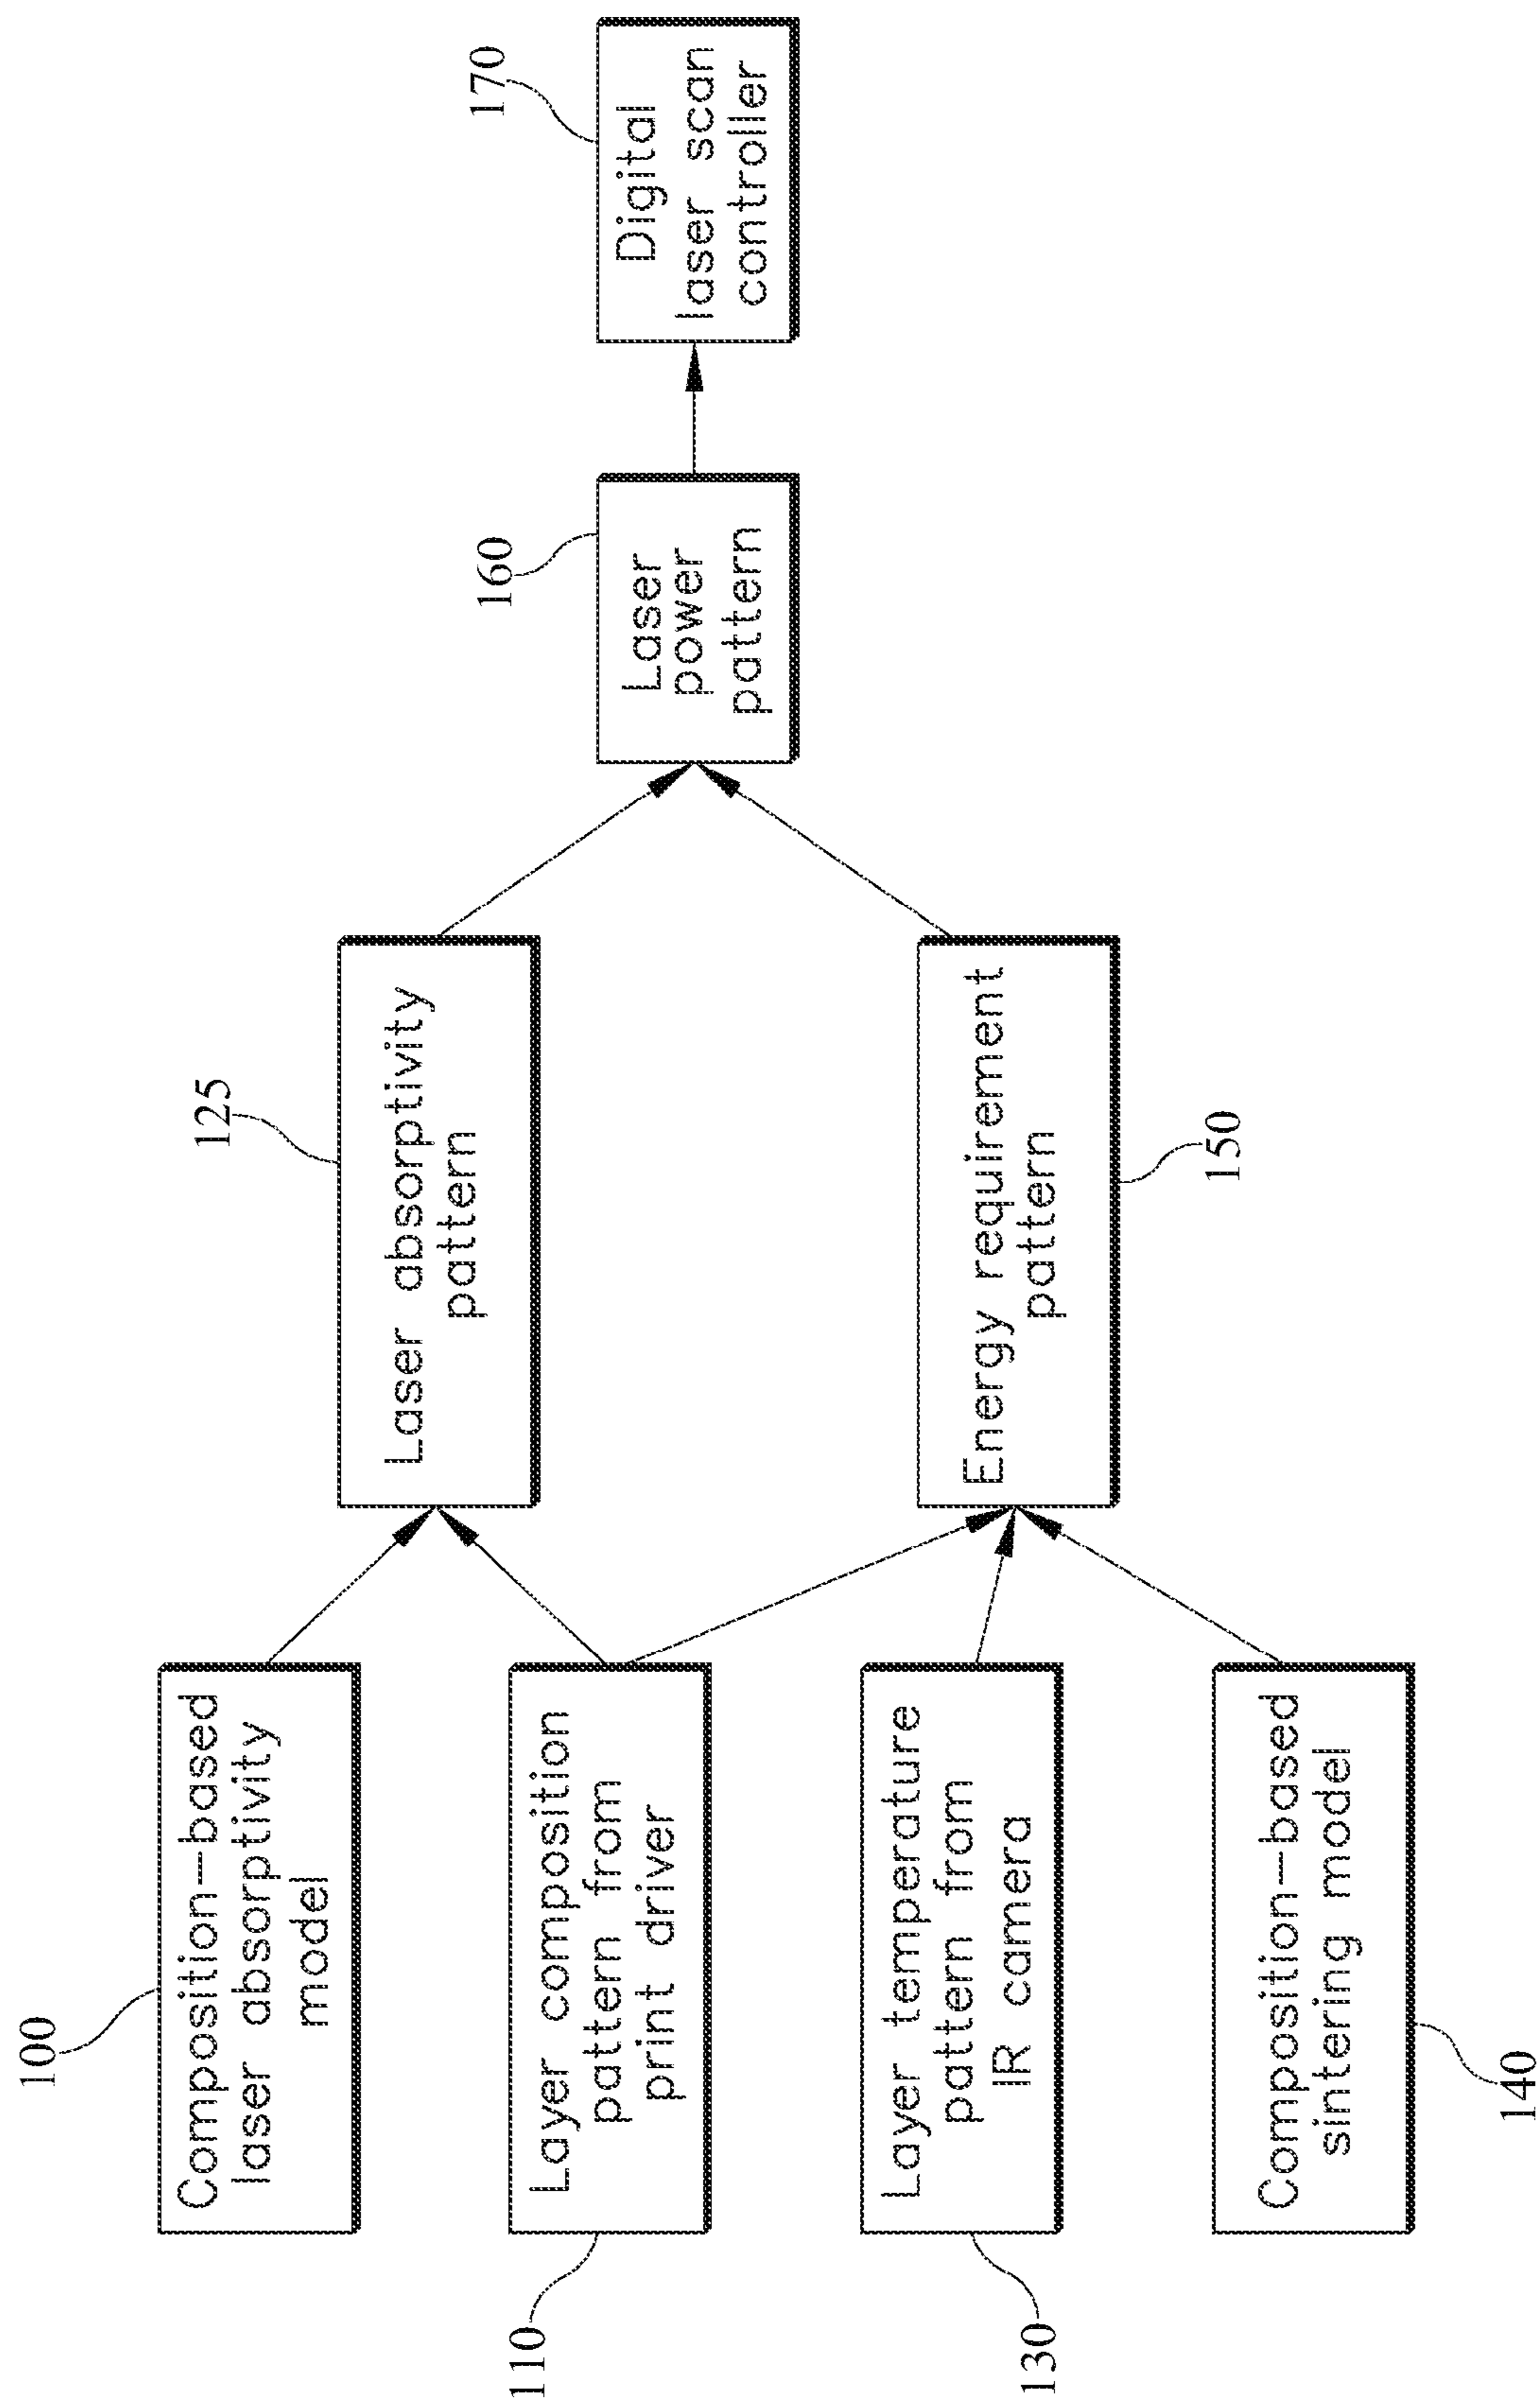 100
Composition-based
laser absorptivity
model
110
Layer composition
pattern from
print driver
130
Layer temperature
pattern from
IR camera
140
Composition-based
sintering model
125
Laser absorptivity
pattern
150
Energy requirement
pattern
160
Laser
power
pattern
170
Digital
laser scan
controller